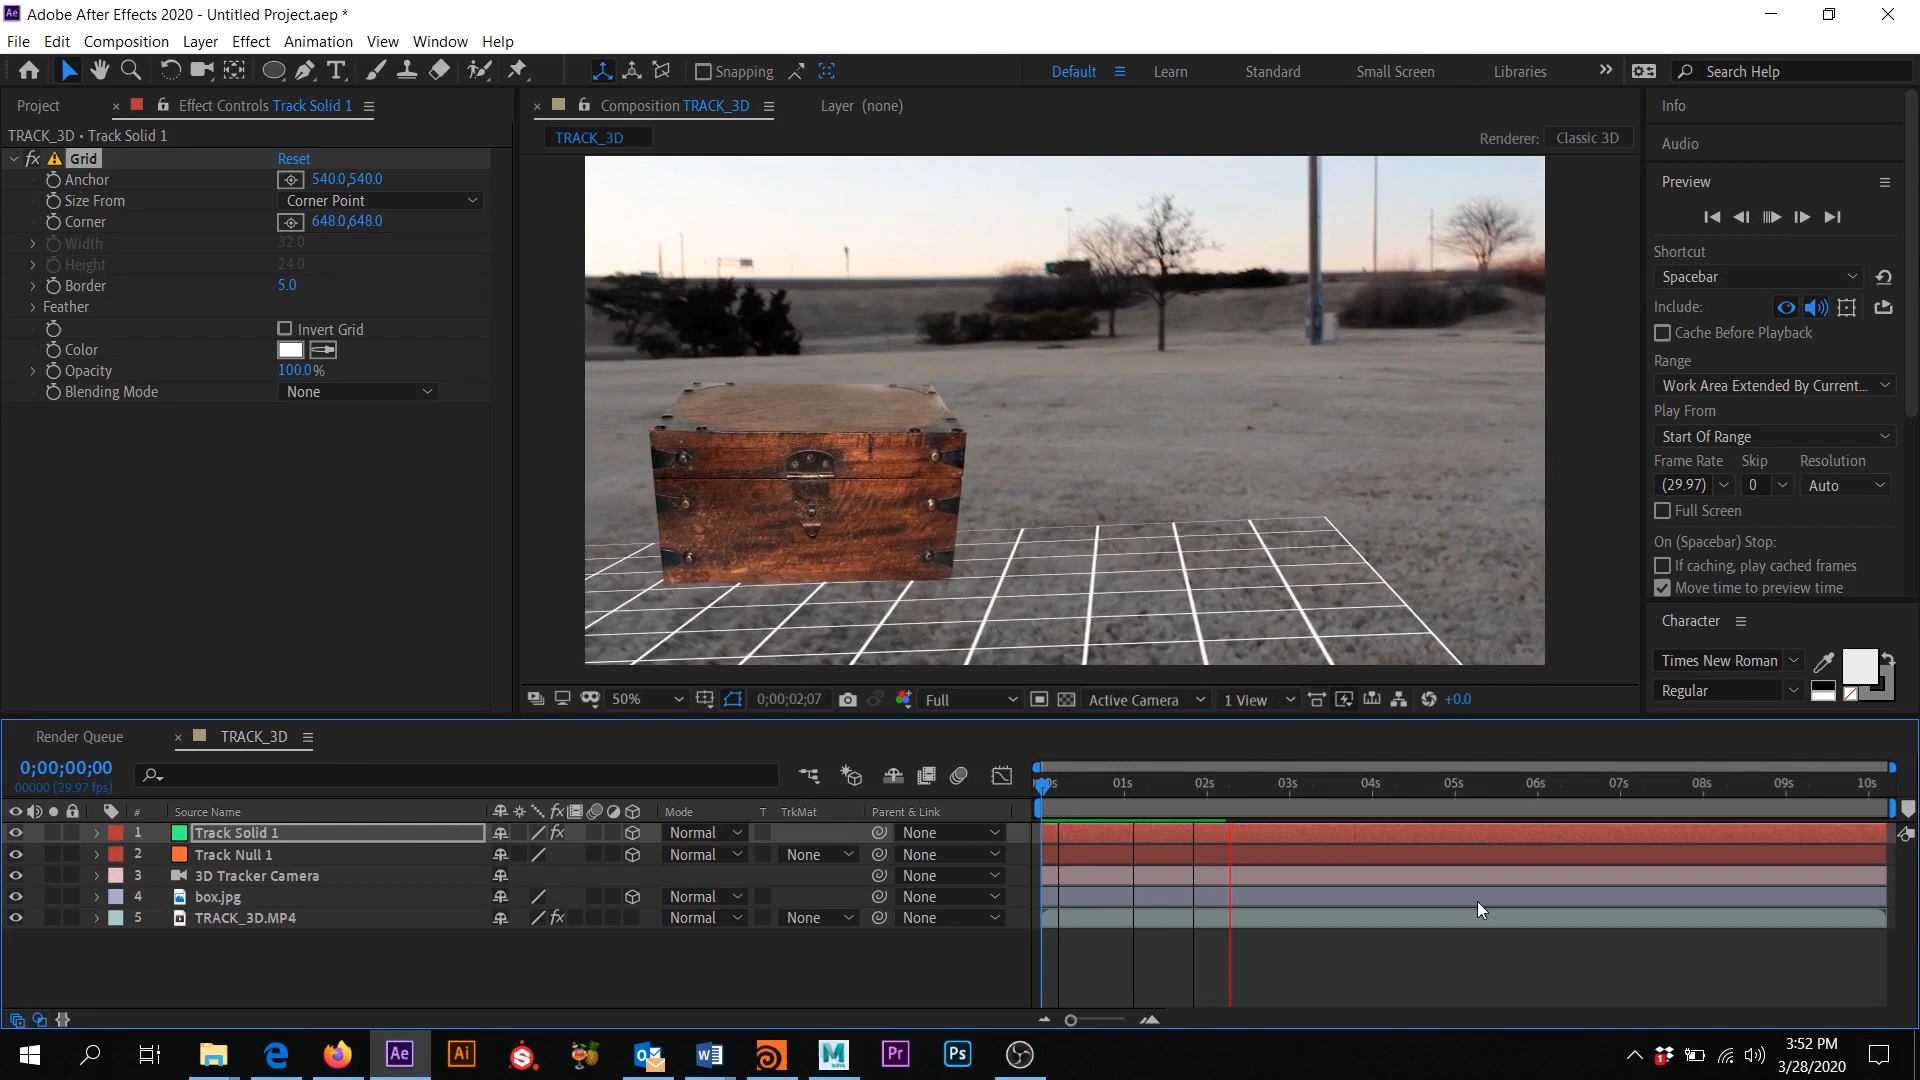 Ae Adobe After Effects 2020 - Untitled Project.aep *
File Edit Composition Layer Effect Animation View Window Help
Snapping Default Learn Standard Small Screen Libraries Search Help
Project Effect Controls Track Solid 1
TRACK_3D • Track Solid 1
fx Grid Reset
Anchor 540.0,540.0
Size From Corner Point
Corner 648.0,648.0
Width 32.0
Height 24.0
Border 5.0
Feather
Invert Grid
Color
Opacity 100.0%
Blending Mode None
Composition TRACK_3D Layer (none)
TRACK_3D Renderer: Classic 3D
50% 0;00;02;07 Full Active Camera 1 View +0.0
Info
Audio
Preview
Shortcut
Spacebar
Include:
Cache Before Playback
Range
Work Area Extended By Current...
Play From
Start Of Range
Frame Rate Skip Resolution
(29.97) 0 Auto
Full Screen
On (Spacebar) Stop:
If caching, play cached frames
Move time to preview time
Character
Times New Roman
Regular
Render Queue TRACK_3D
0;00;00;00
00000 (29.97 fps)
01s 02s 03s 04s 05s 06s 07s 08s 09s 10s
# Source Name fx Mode T TrkMat Parent & Link
1 Track Solid 1 fx Normal None
2 Track Null 1 Normal None None
3 3D Tracker Camera None
4 box.jpg Normal None None
5 TRACK_3D.MP4 fx Normal None None
Ae Ai Pr Ps
3:52 PM
3/28/2020